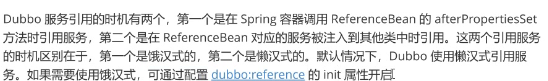 Dubbo 服务引用的时机有两个，第一个是在 Spring 容器调用 ReferenceBean 的 afterPropertiesSet
方法时引用服务，第二个是在 ReferenceBean 对应的服务被注入到其他类中时引用。这两个引用服务
的时机区别在于，第一个是饿汉式的，第二个是懒汉式的。默认情况下，Dubbo 使用懒汉式引用服
务。如果需要使用饿汉式，可通过配置 dubbo:reference 的 init 属性开启。